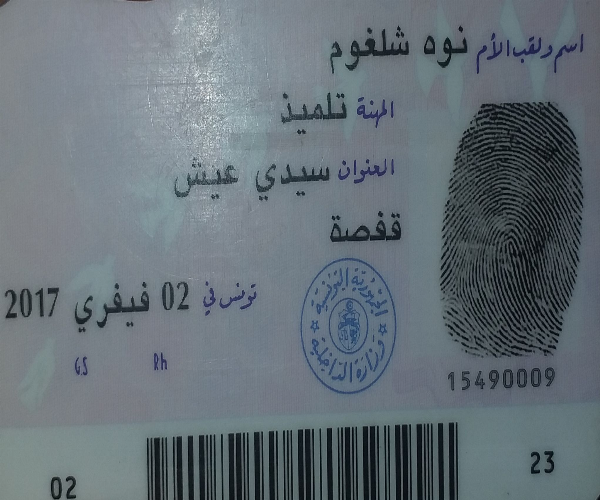 اسم ولقب الأم نوه شلغوم
المهنة تلميذ
العنوان سيدي عيش
قفصة
تونس في 02 فيفري 2017
الجمهورية التونسية
وزارة الداخلية
GS Rh
15490009
23
02